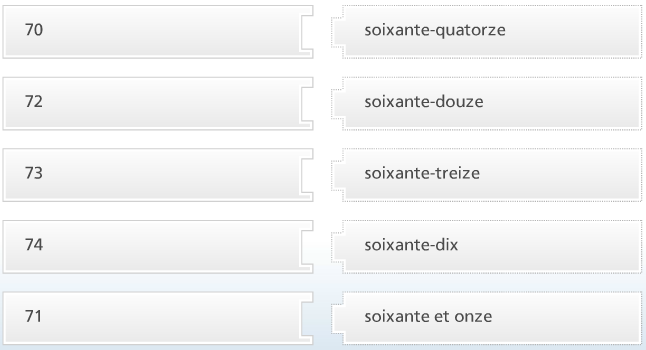 70 soixante-quatorze
72 soixante-douze
73 soixante-treize
74 soixante-dix
71 soixante et onze